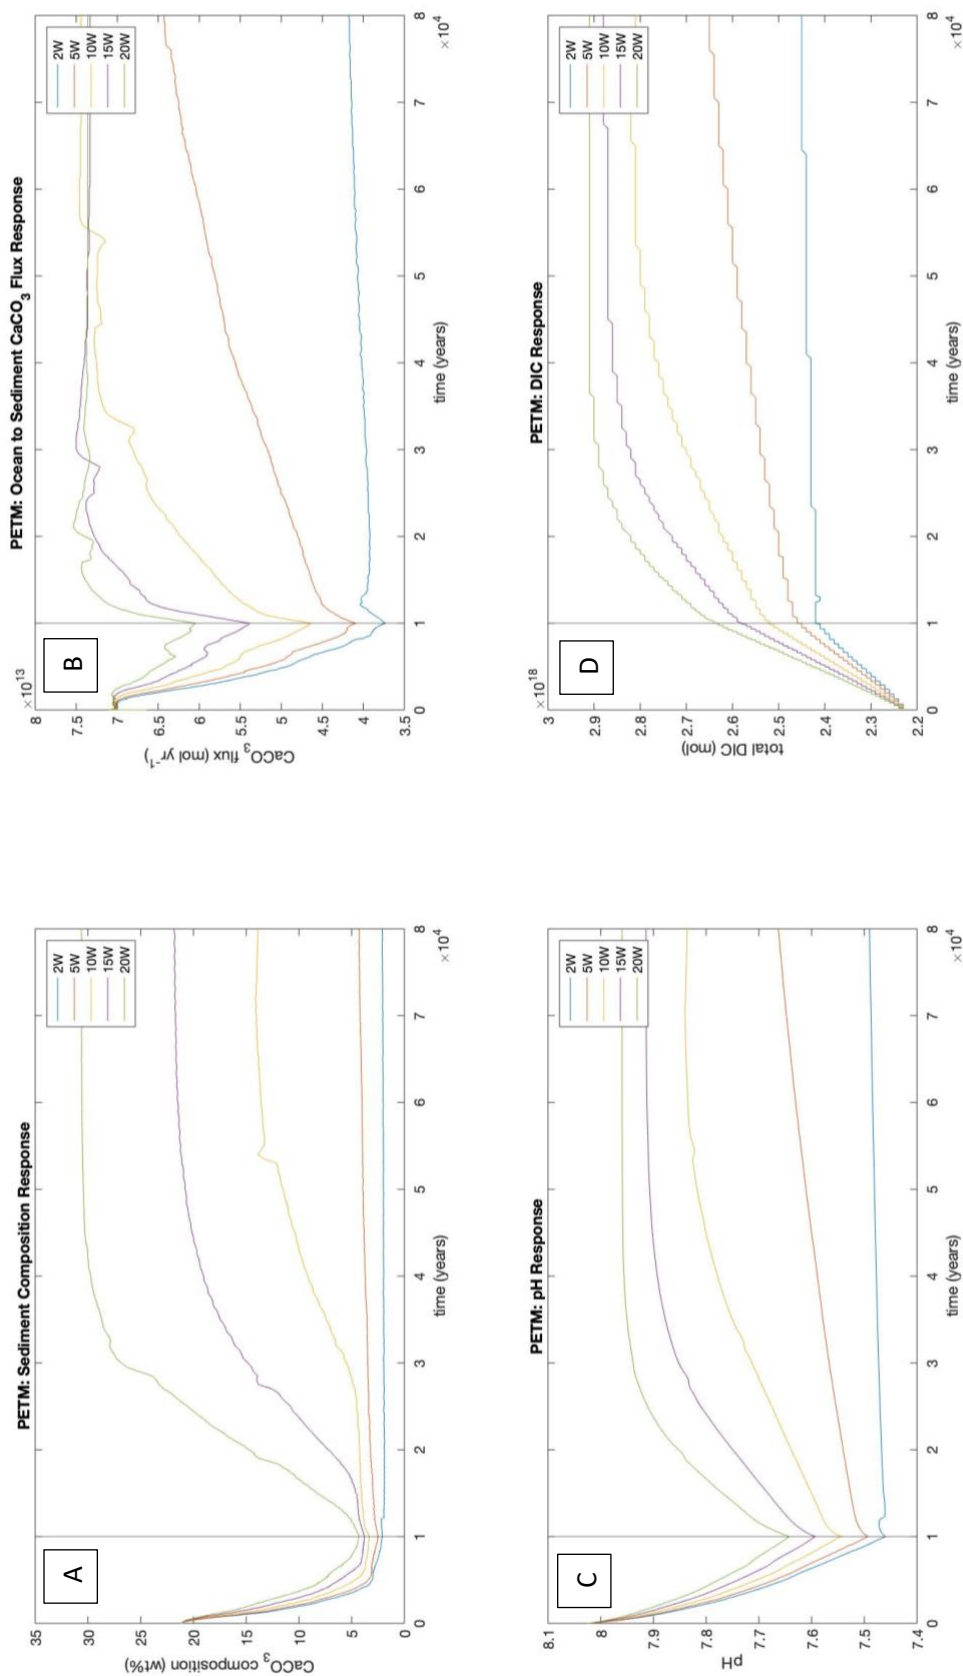 A
PETM: Sediment Composition Response
CaCO3 composition (wt%)
35
30
25
20
15
10
5
0
0 1 2 3 4 5 6 7 8
×10^4
time (years)
2W
5W
10W
15W
20W
B
PETM: Ocean to Sediment CaCO3 Flux Response
×10^13
CaCO3 flux (mol yr^-1)
8
7.5
7
6.5
6
5.5
5
4.5
4
3.5
0 1 2 3 4 5 6 7 8
×10^4
time (years)
2W
5W
10W
15W
20W
C
PETM: pH Response
pH
8.1
8
7.9
7.8
7.7
7.6
7.5
7.4
0 1 2 3 4 5 6 7 8
×10^4
time (years)
2W
5W
10W
15W
20W
D
PETM: DIC Response
×10^18
total DIC (mol)
3
2.9
2.8
2.7
2.6
2.5
2.4
2.3
2.2
0 1 2 3 4 5 6 7 8
×10^4
time (years)
2W
5W
10W
15W
20W